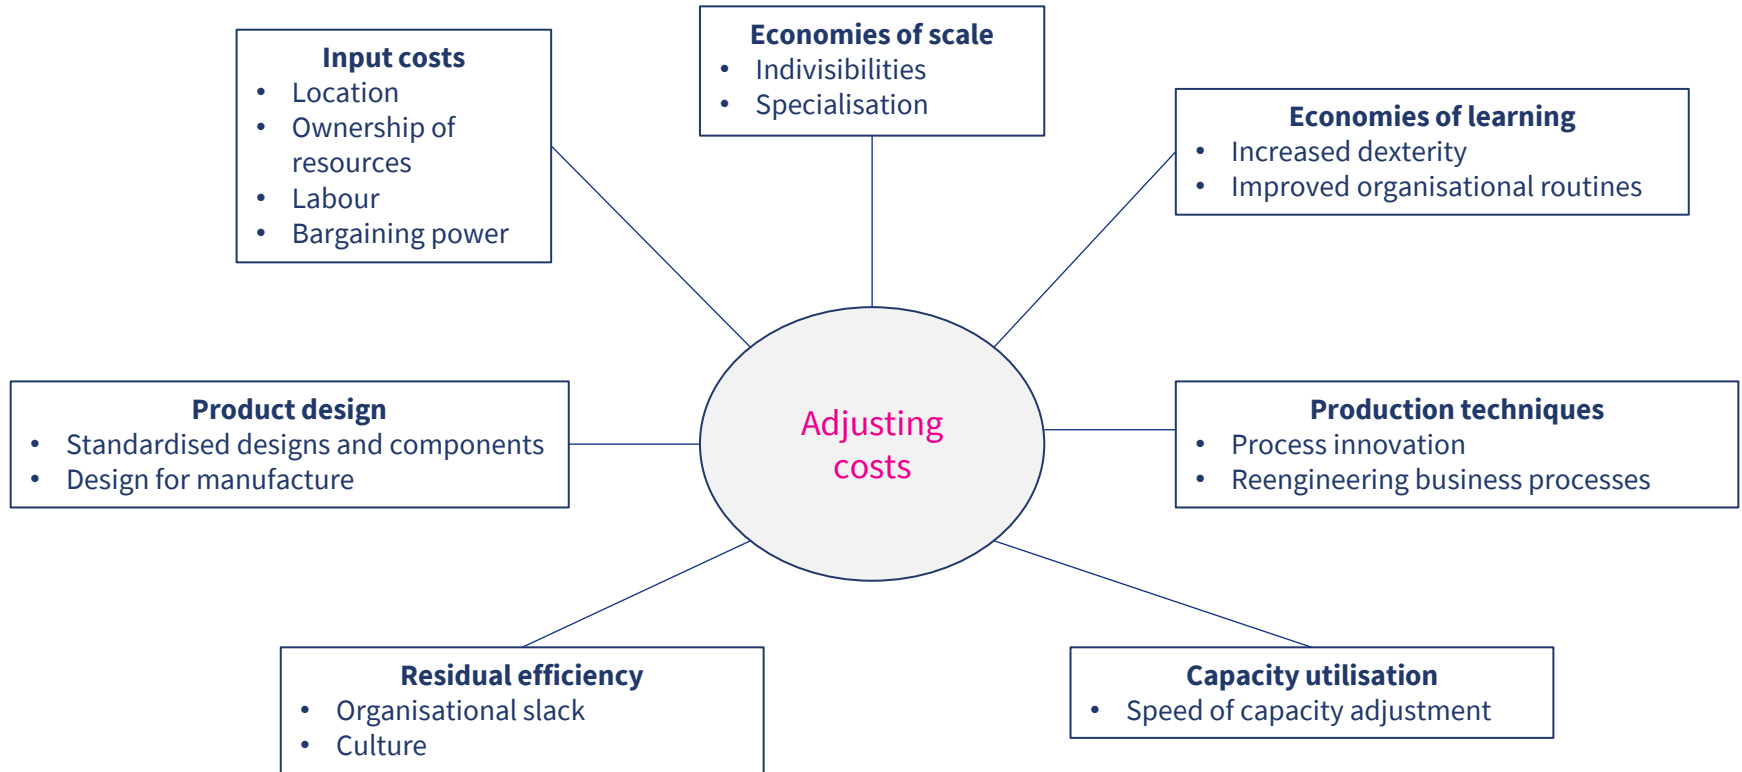 Input costs
• Location
• Ownership of
resources
• Labour
• Bargaining power
Economies of scale
• Indivisibilities
• Specialisation
Economies of learning
• Increased dexterity
• Improved organisational routines
Product design
• Standardised designs and components
• Design for manufacture
Adjusting
costs
Production techniques
• Process innovation
• Reengineering business processes
Residual efficiency
• Organisational slack
• Culture
Capacity utilisation
• Speed of capacity adjustment